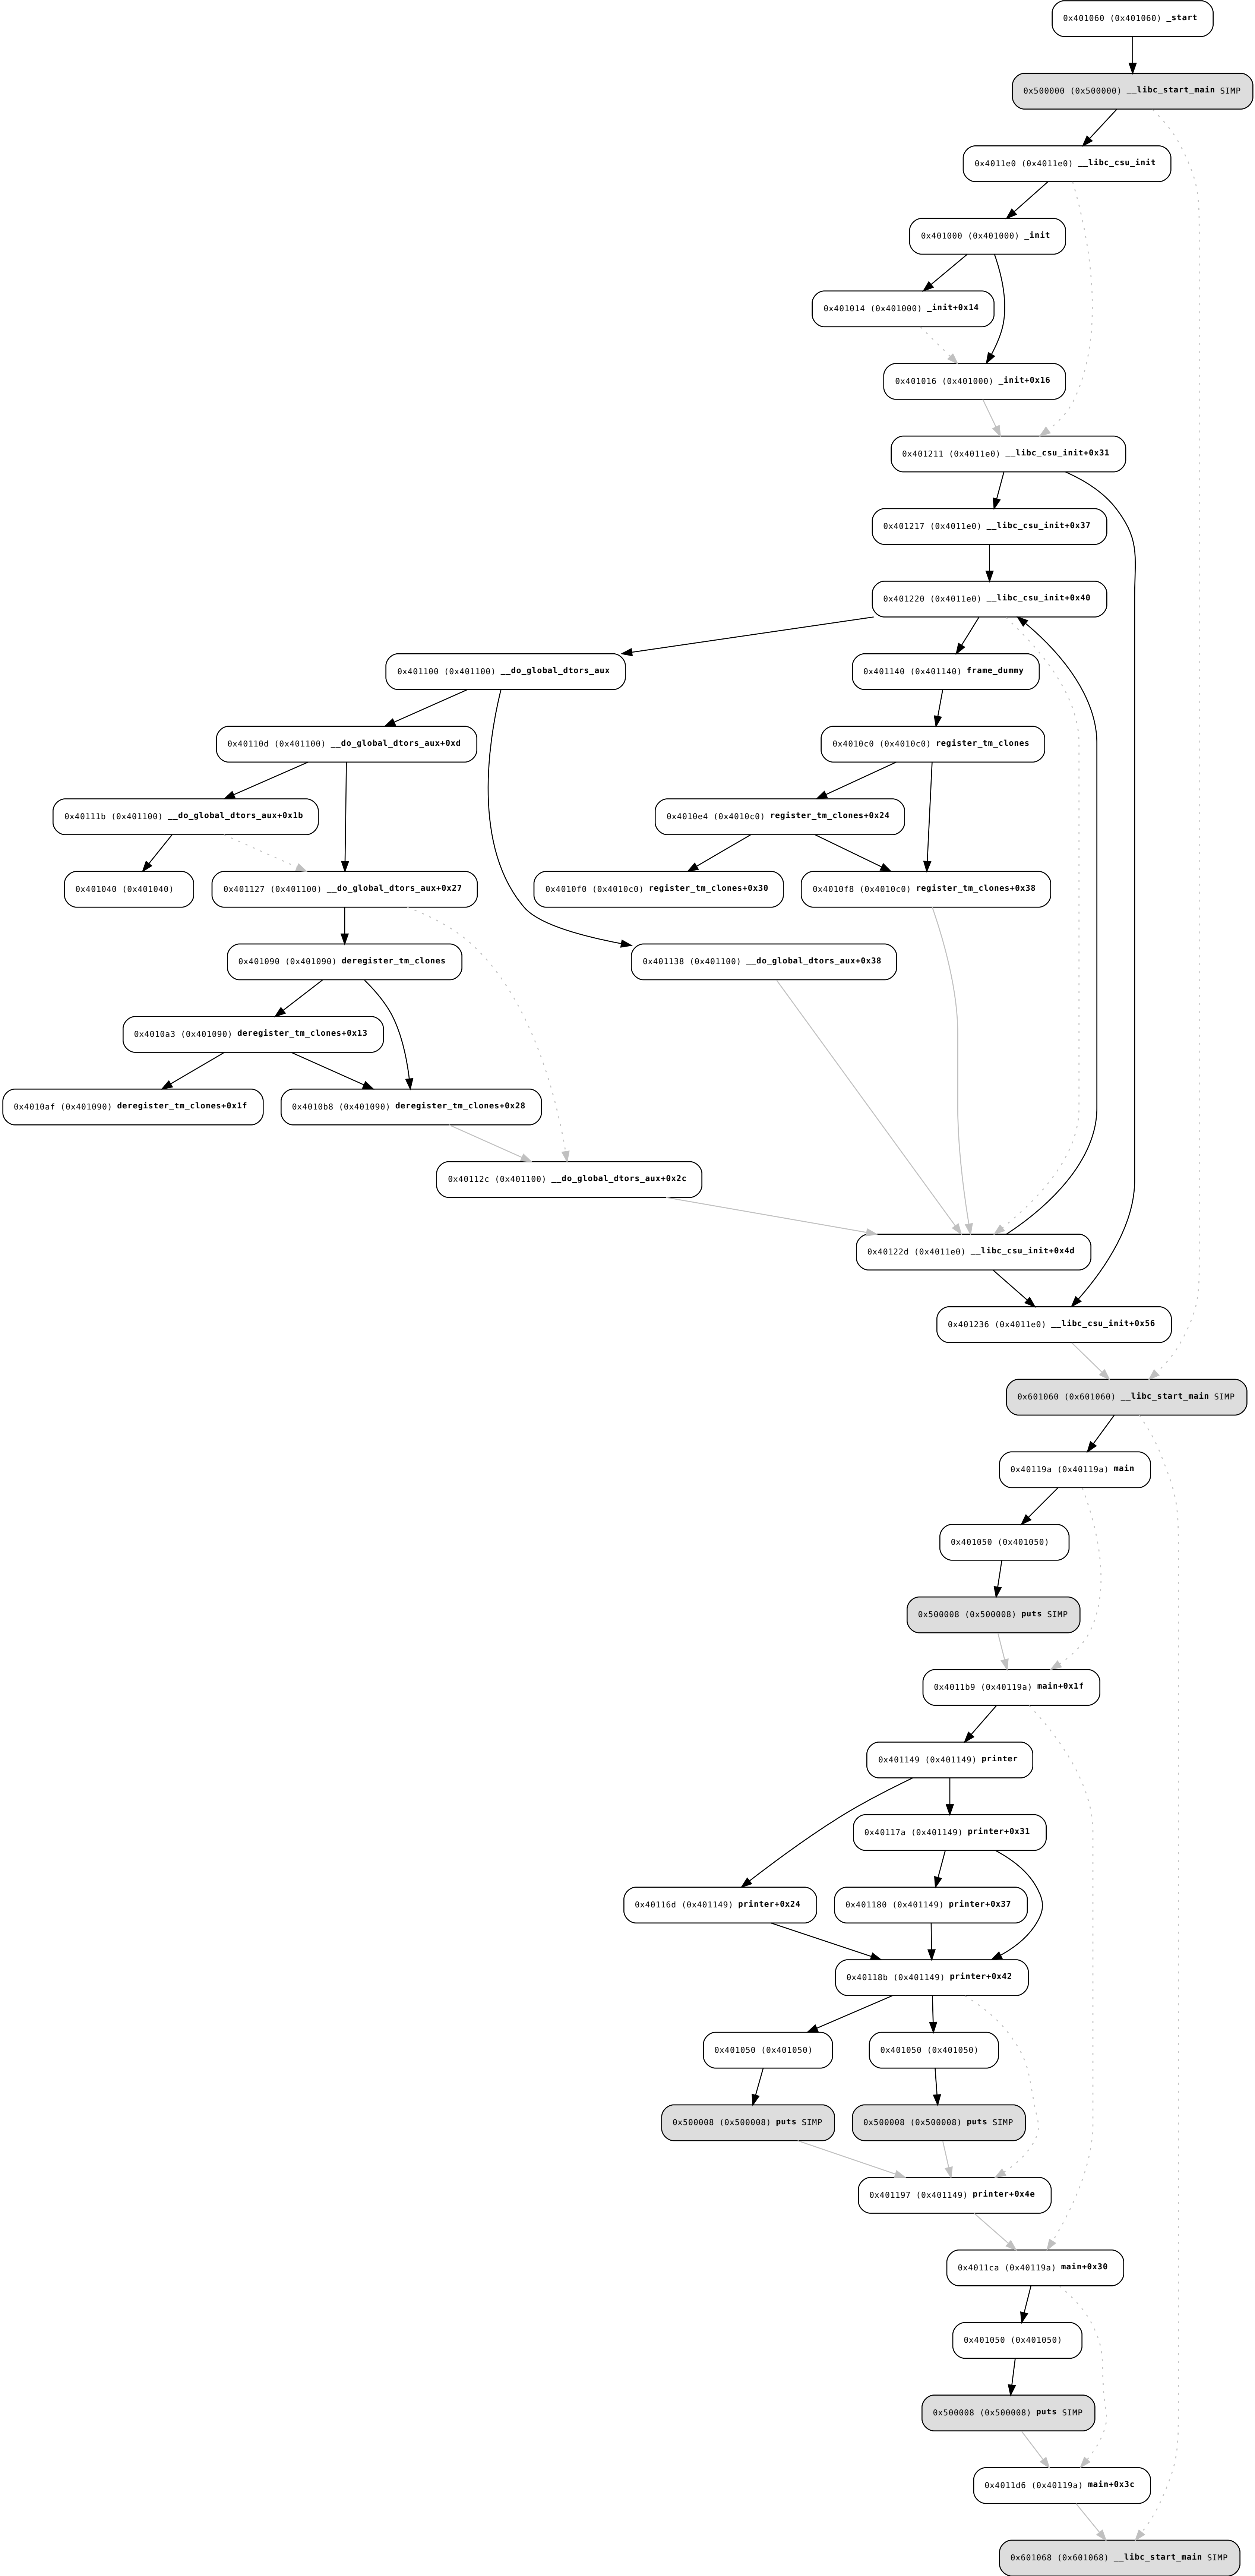 0x401060 (0x401060) _start
0x500000 (0x500000) __libc_start_main SIMP
0x4011e0 (0x4011e0) __libc_csu_init
0x401000 (0x401000) _init
0x401014 (0x401000) _init+0x14
0x401016 (0x401000) _init+0x16
0x401211 (0x4011e0) __libc_csu_init+0x31
0x401217 (0x4011e0) __libc_csu_init+0x37
0x401220 (0x4011e0) __libc_csu_init+0x40
0x401100 (0x401100) __do_global_dtors_aux
0x401140 (0x401140) frame_dummy
0x40110d (0x401100) __do_global_dtors_aux+0xd
0x4010c0 (0x4010c0) register_tm_clones
0x40111b (0x401100) __do_global_dtors_aux+0x1b
0x4010e4 (0x4010c0) register_tm_clones+0x24
0x401040 (0x401040)
0x401127 (0x401100) __do_global_dtors_aux+0x27
0x4010f0 (0x4010c0) register_tm_clones+0x30
0x4010f8 (0x4010c0) register_tm_clones+0x38
0x401090 (0x401090) deregister_tm_clones
0x401138 (0x401100) __do_global_dtors_aux+0x38
0x4010a3 (0x401090) deregister_tm_clones+0x13
0x4010af (0x401090) deregister_tm_clones+0x1f
0x4010b8 (0x401090) deregister_tm_clones+0x28
0x40112c (0x401100) __do_global_dtors_aux+0x2c
0x40122d (0x4011e0) __libc_csu_init+0x4d
0x401236 (0x4011e0) __libc_csu_init+0x56
0x601060 (0x601060) __libc_start_main SIMP
0x40119a (0x40119a) main
0x401050 (0x401050)
0x500008 (0x500008) puts SIMP
0x4011b9 (0x40119a) main+0x1f
0x401149 (0x401149) printer
0x40117a (0x401149) printer+0x31
0x40116d (0x401149) printer+0x24
0x401180 (0x401149) printer+0x37
0x40118b (0x401149) printer+0x42
0x401050 (0x401050)
0x401050 (0x401050)
0x500008 (0x500008) puts SIMP
0x500008 (0x500008) puts SIMP
0x401197 (0x401149) printer+0x4e
0x4011ca (0x40119a) main+0x30
0x401050 (0x401050)
0x500008 (0x500008) puts SIMP
0x4011d6 (0x40119a) main+0x3c
0x601068 (0x601068) __libc_start_main SIMP